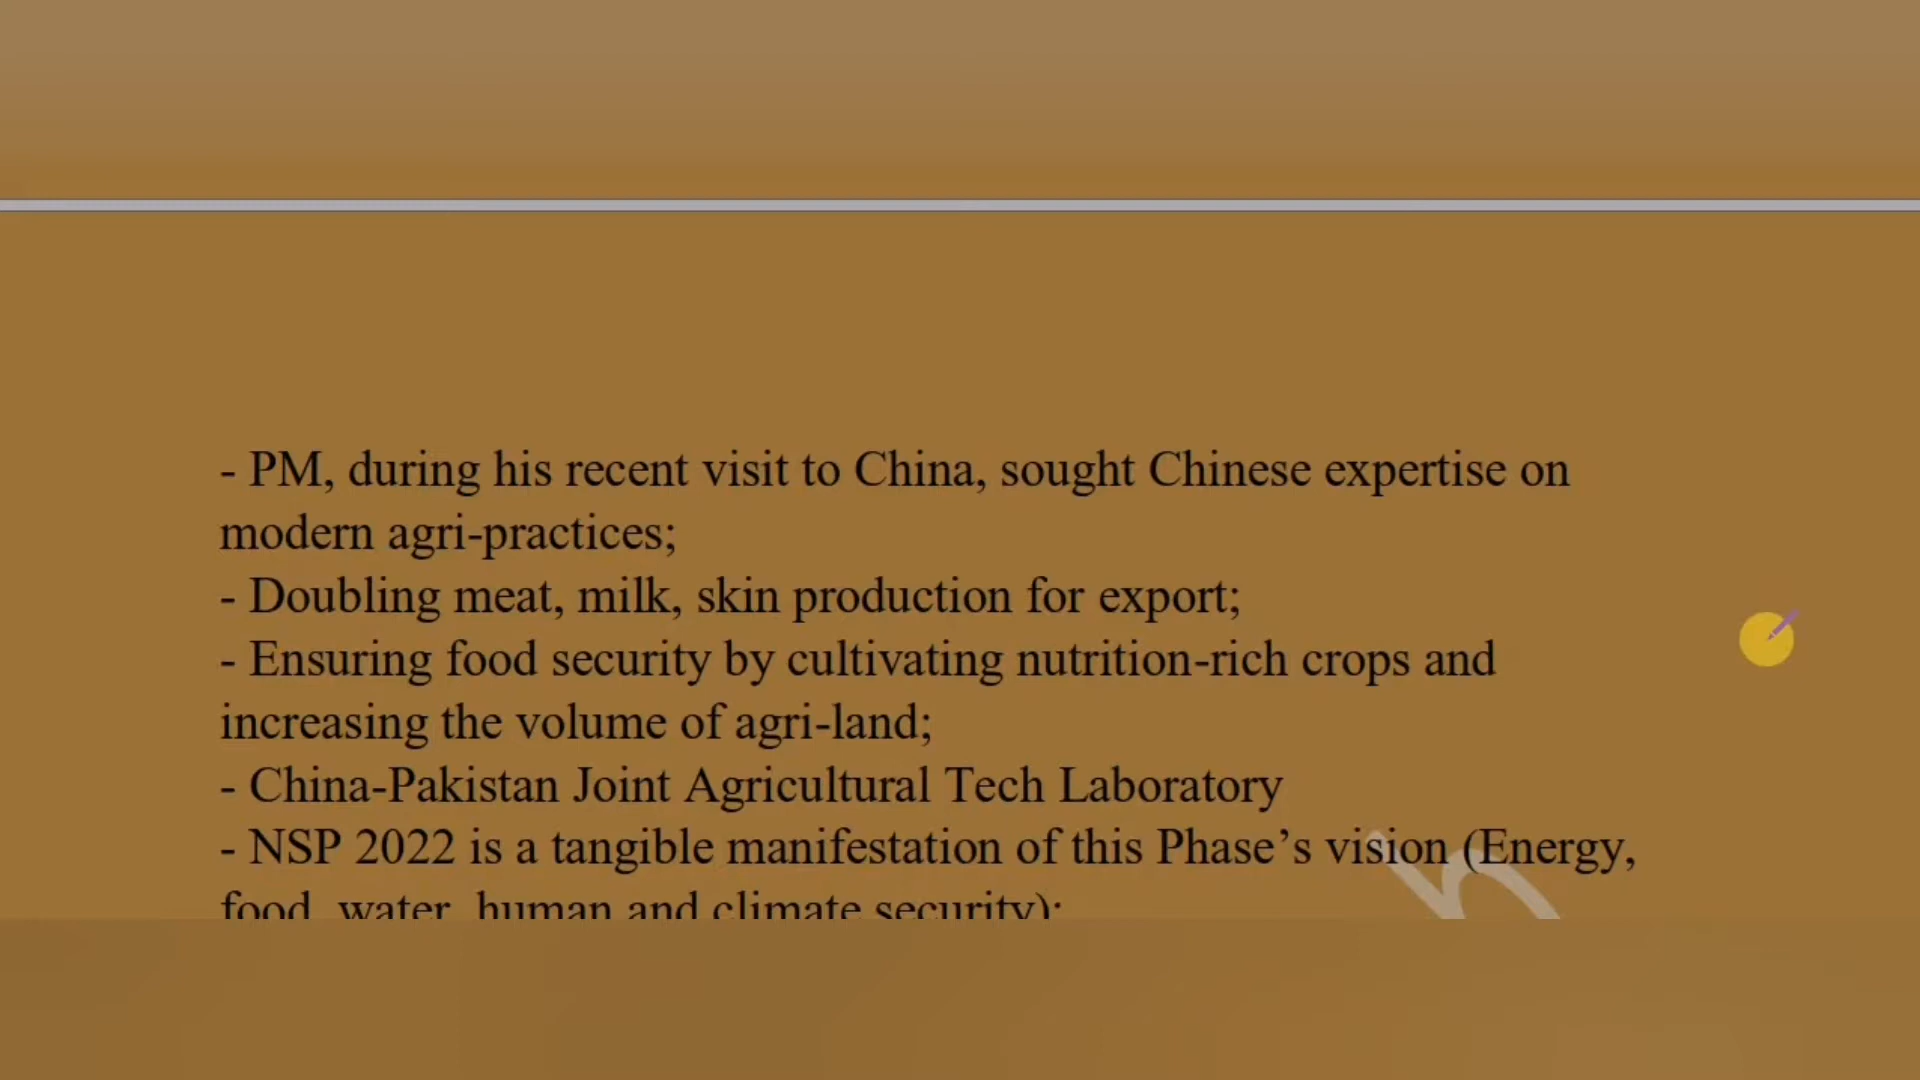 - PM, during his recent visit to China, sought Chinese expertise on
modern agri-practices;
- Doubling meat, milk, skin production for export;
- Ensuring food security by cultivating nutrition-rich crops and
increasing the volume of agri-land;
- China-Pakistan Joint Agricultural Tech Laboratory
- NSP 2022 is a tangible manifestation of this Phase’s vision (Energy,
food, water, human and climate security);